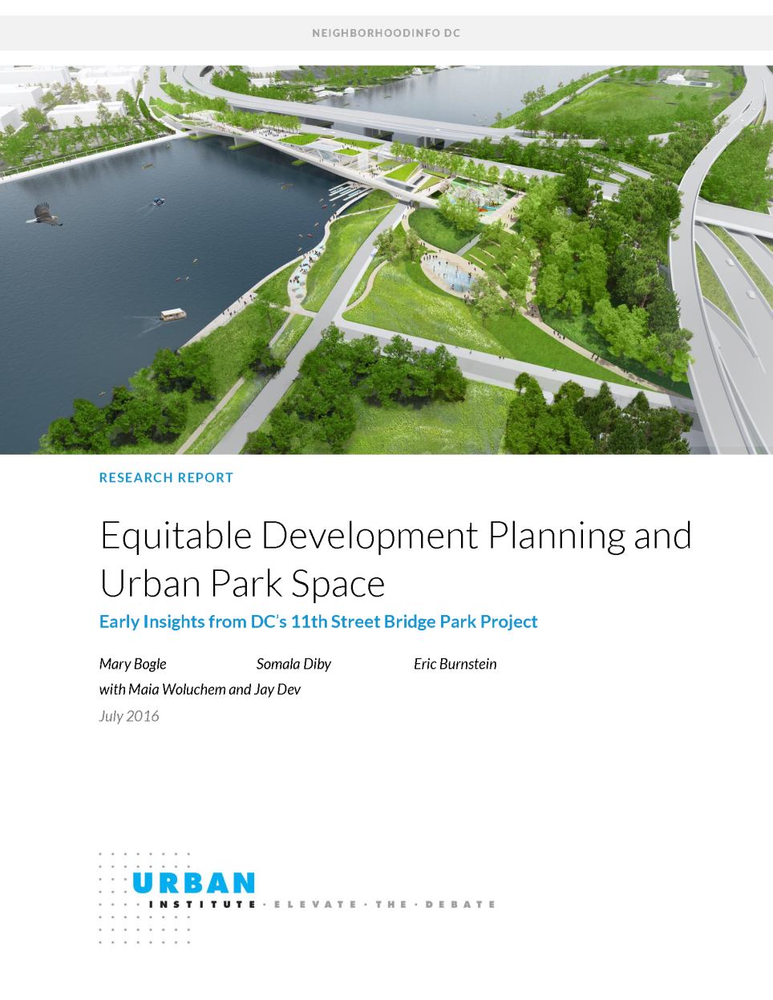 NEIGHBORHOODINFO DC
RESEARCH REPORT
Equitable Development Planning and
Urban Park Space
Early Insights from DC’s 11th Street Bridge Park Project
Mary Bogle Somala Diby Eric Burnstein
with Maia Woluchem and Jay Dev
July 2016
URBAN
INSTITUTE · ELEVATE · THE · DEBATE